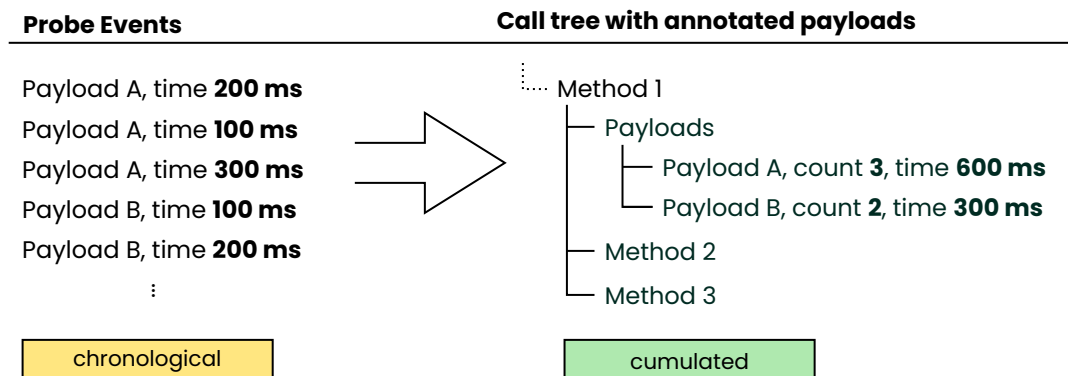 Probe Events
Call tree with annotated payloads
Payload A, time 200 ms
Payload A, time 100 ms
Payload A, time 300 ms
Payload B, time 100 ms
Payload B, time 200 ms
⋮
chronological
Method 1
Payloads
Payload A, count 3, time 600 ms
Payload B, count 2, time 300 ms
Method 2
Method 3
cumulated